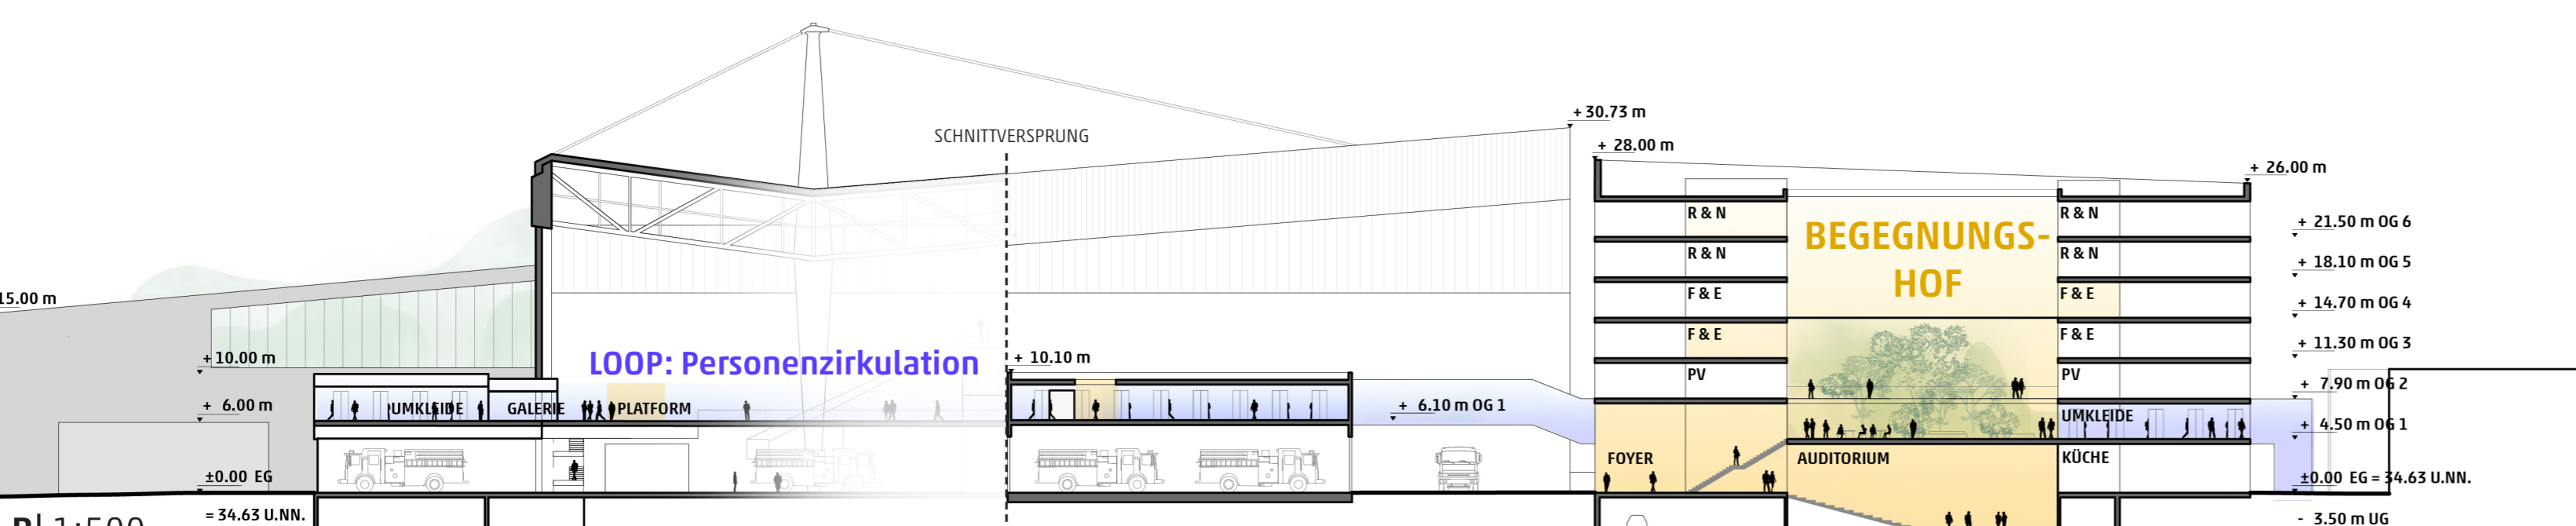 + 30.73 m
SCHNITTVERSPRUNG
+ 28.00 m
+ 26.00 m
R & N
BEGEGNUNGS-
HOF
R & N
+ 21.50 m OG 6
R & N
R & N
+ 18.10 m OG 5
F & E
F & E
+ 14.70 m OG 4
15.00 m
F & E
F & E
+ 11.30 m OG 3
+ 10.00 m
LOOP: Personenzirkulation
+ 10.10 m
PV
PV
+ 7.90 m OG 2
+ 6.00 m
UMKLEIDE
GALERIE
PLATFORM
+ 6.10 m OG 1
UMKLEIDE
+ 4.50 m OG 1
FOYER
AUDITORIUM
KÜCHE
±0.00 EG
±0.00 EG = 34.63 U.NN.
= 34.63 U.NN.
- 3.50 m UG
B| 1:500